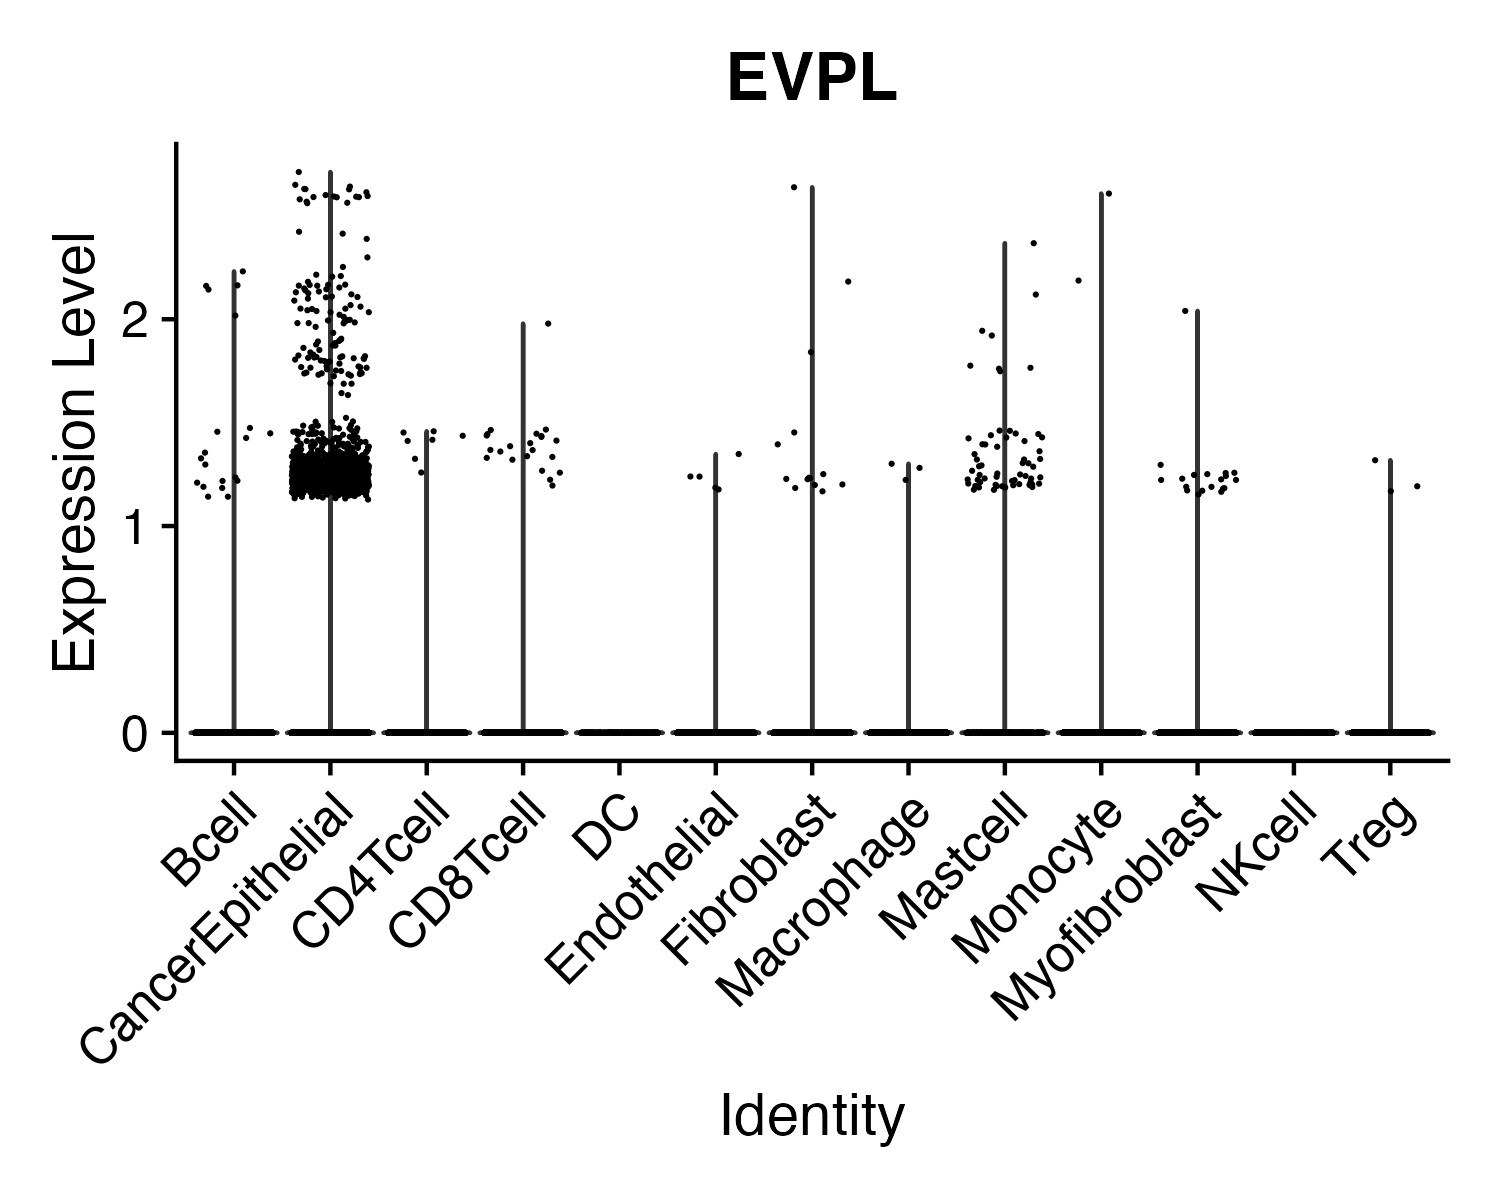 EVPL
Expression Level
2
1
0
Bcell
CancerEpithelial
CD4Tcell
CD8Tcell
DC
Endothelial
Fibroblast
Macrophage
Mastcell
Monocyte
Myofibroblast
NKcell
Treg
Identity